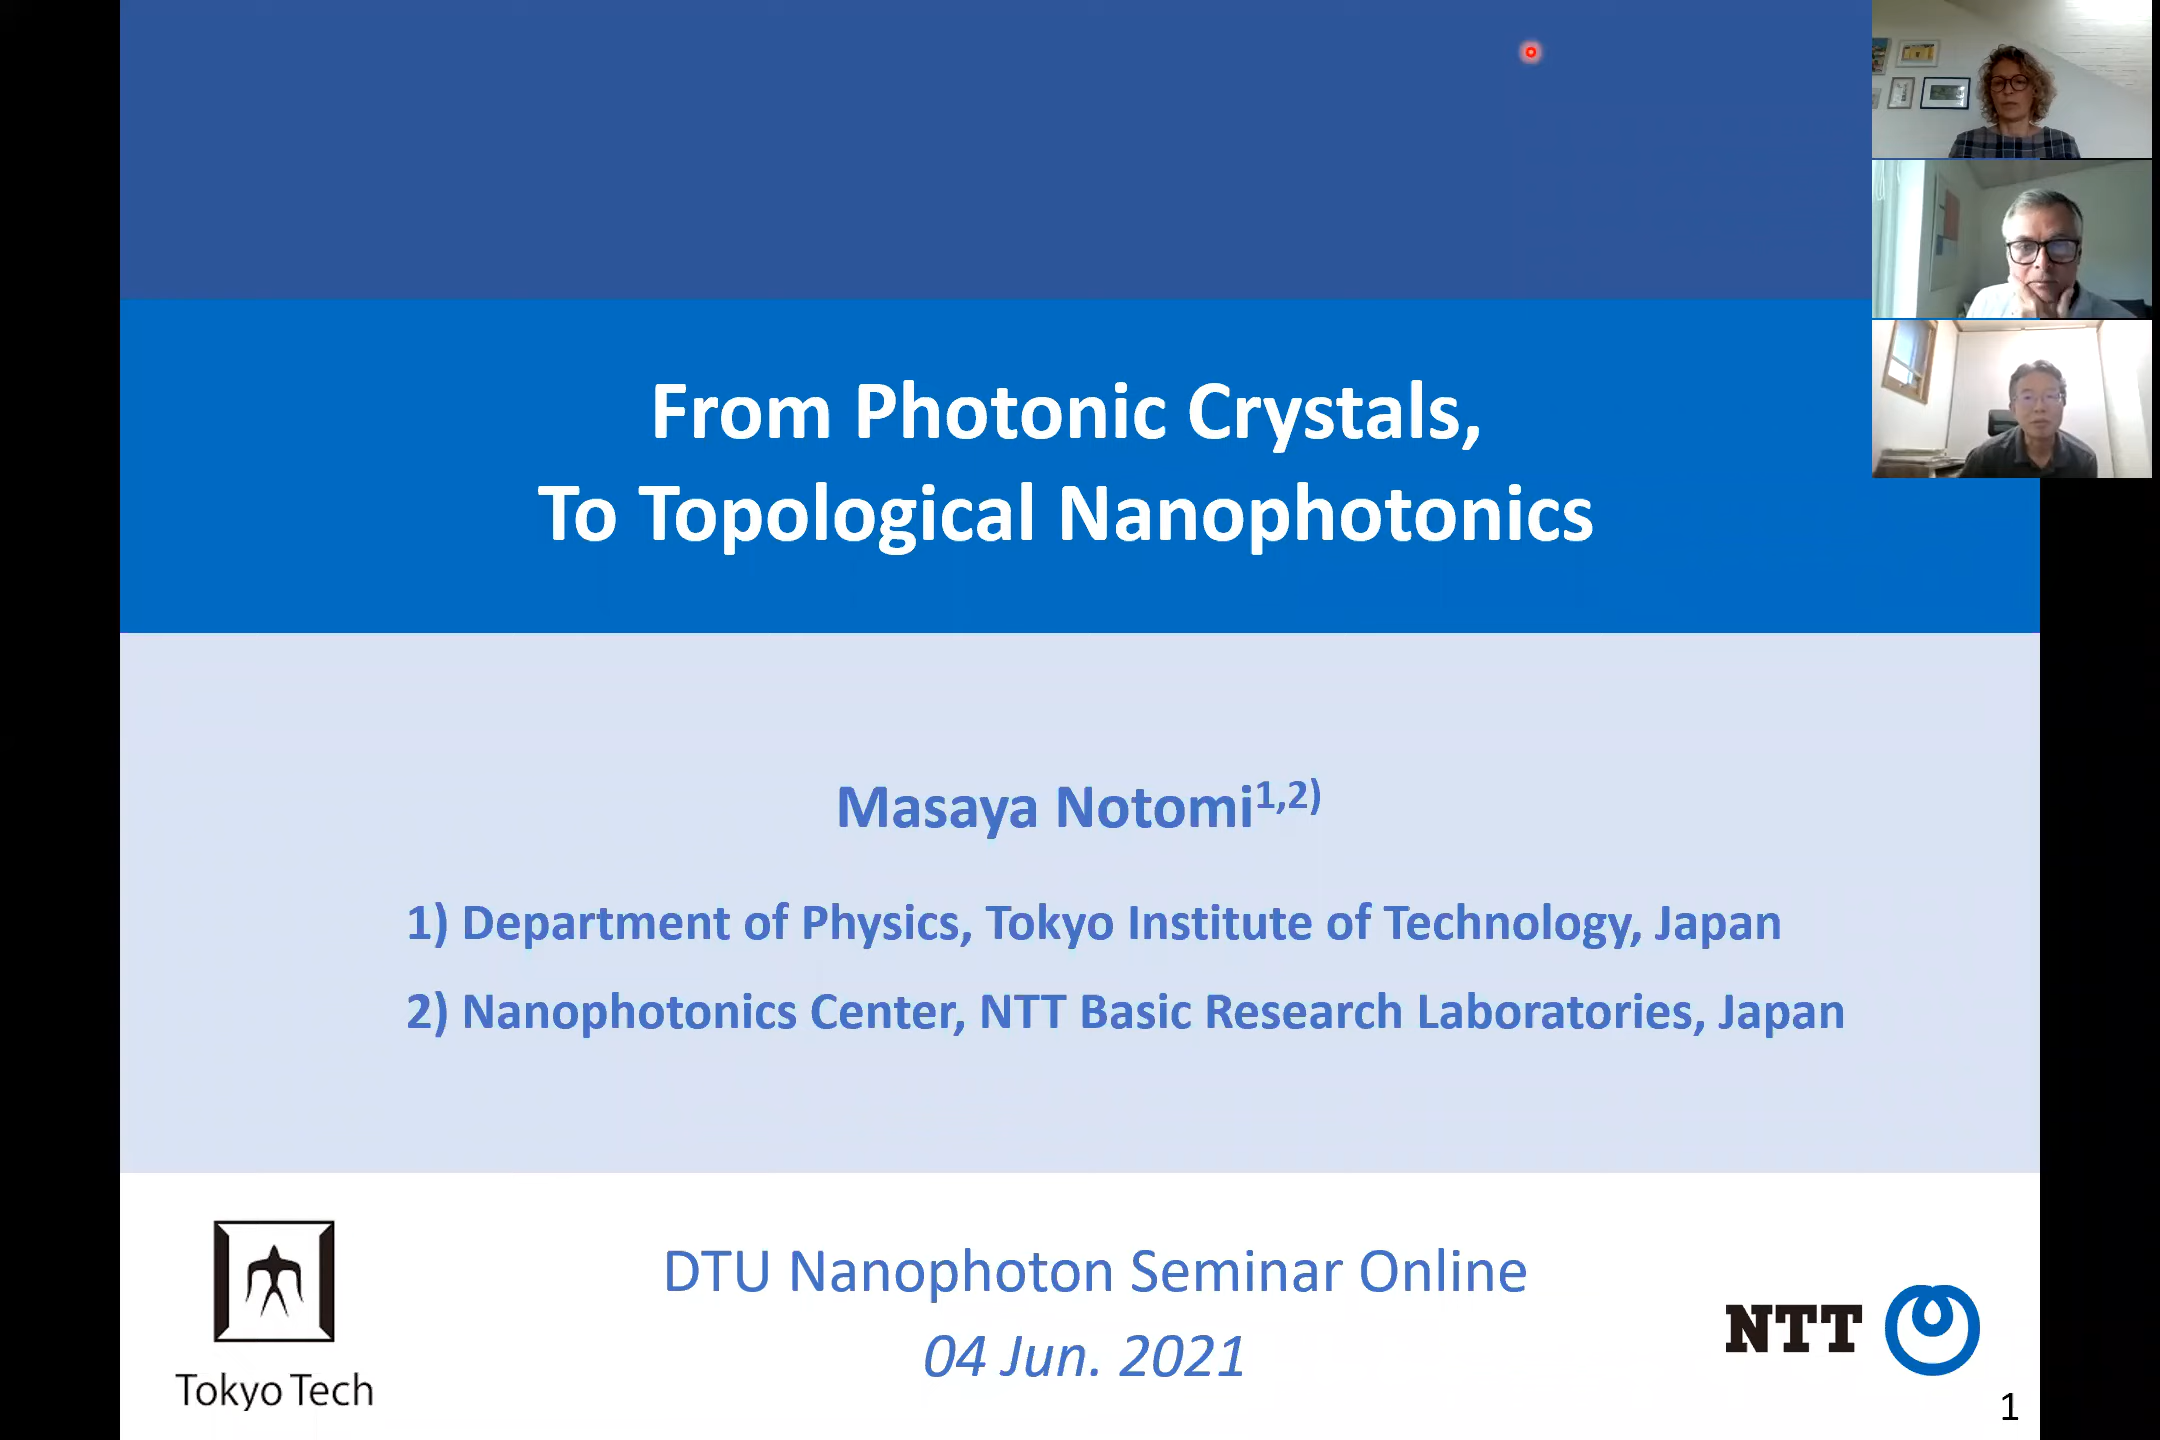 From Photonic Crystals,
To Topological Nanophotonics
Masaya Notomi1,2)
1) Department of Physics, Tokyo Institute of Technology, Japan
2) Nanophotonics Center, NTT Basic Research Laboratories, Japan
DTU Nanophoton Seminar Online
04 Jun. 2021
Tokyo Tech
NTT
1